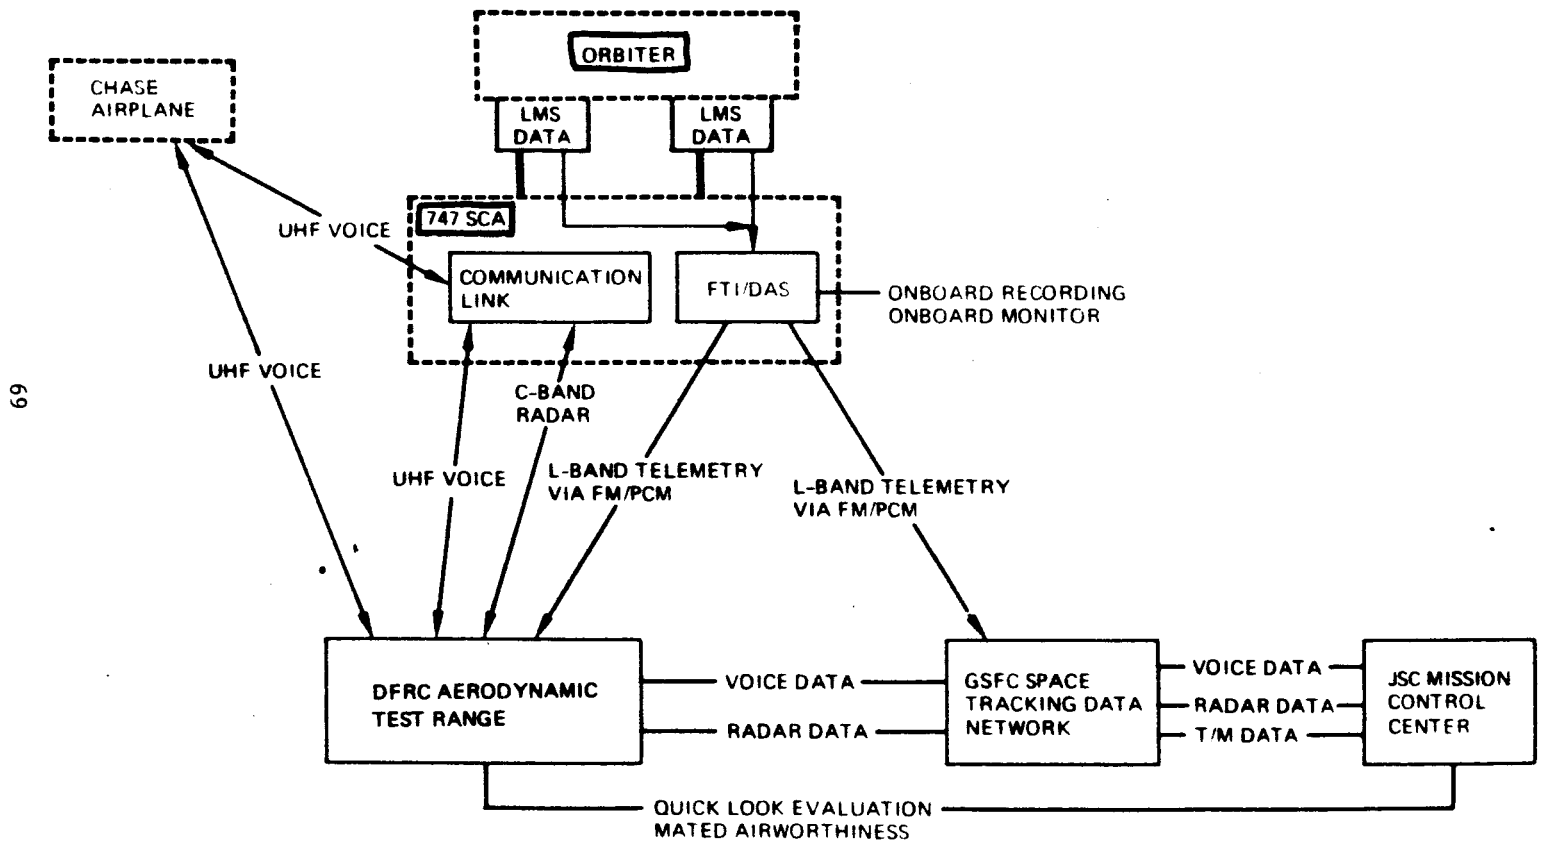 ORBITER
CHASE
AIRPLANE
LMS
DATA
LMS
DATA
747 SCA
UHF VOICE
COMMUNICATION
LINK
FTI/DAS
ONBOARD RECORDING
ONBOARD MONITOR
UHF VOICE
C-BAND
RADAR
69
UHF VOICE
L-BAND TELEMETRY
VIA FM/PCM
L-BAND TELEMETRY
VIA FM/PCM
DFRC AERODYNAMIC
TEST RANGE
VOICE DATA
RADAR DATA
GSFC SPACE
TRACKING DATA
NETWORK
VOICE DATA
RADAR DATA
T/M DATA
JSC MISSION
CONTROL
CENTER
QUICK LOOK EVALUATION
MATED AIRWORTHINESS